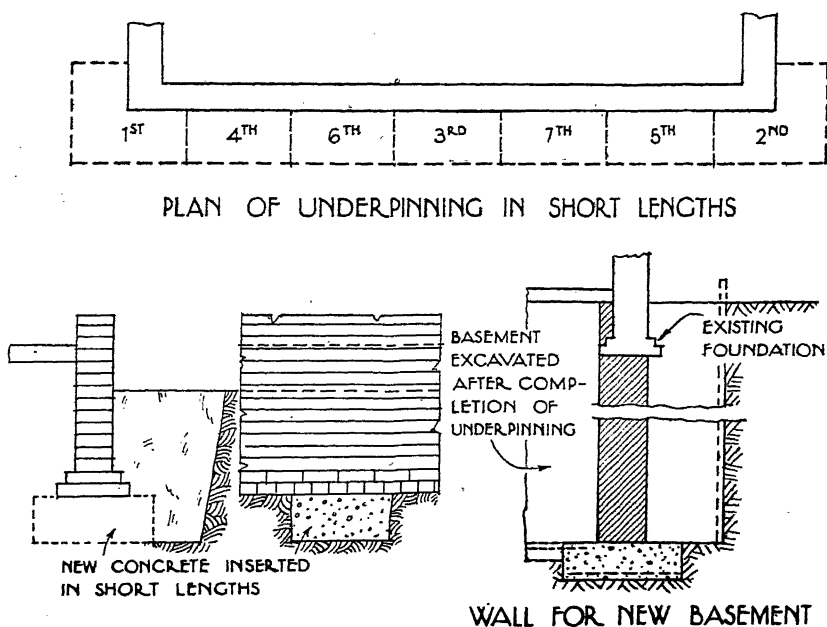 1ST 4TH 6TH 3RD 7TH 5TH 2ND
PLAN OF UNDERPINNING IN SHORT LENGTHS
BASEMENT
EXCAVATED
AFTER COMP-
LETION OF
UNDERPINNING
EXISTING
FOUNDATION
NEW CONCRETE INSERTED
IN SHORT LENGTHS
WALL FOR NEW BASEMENT